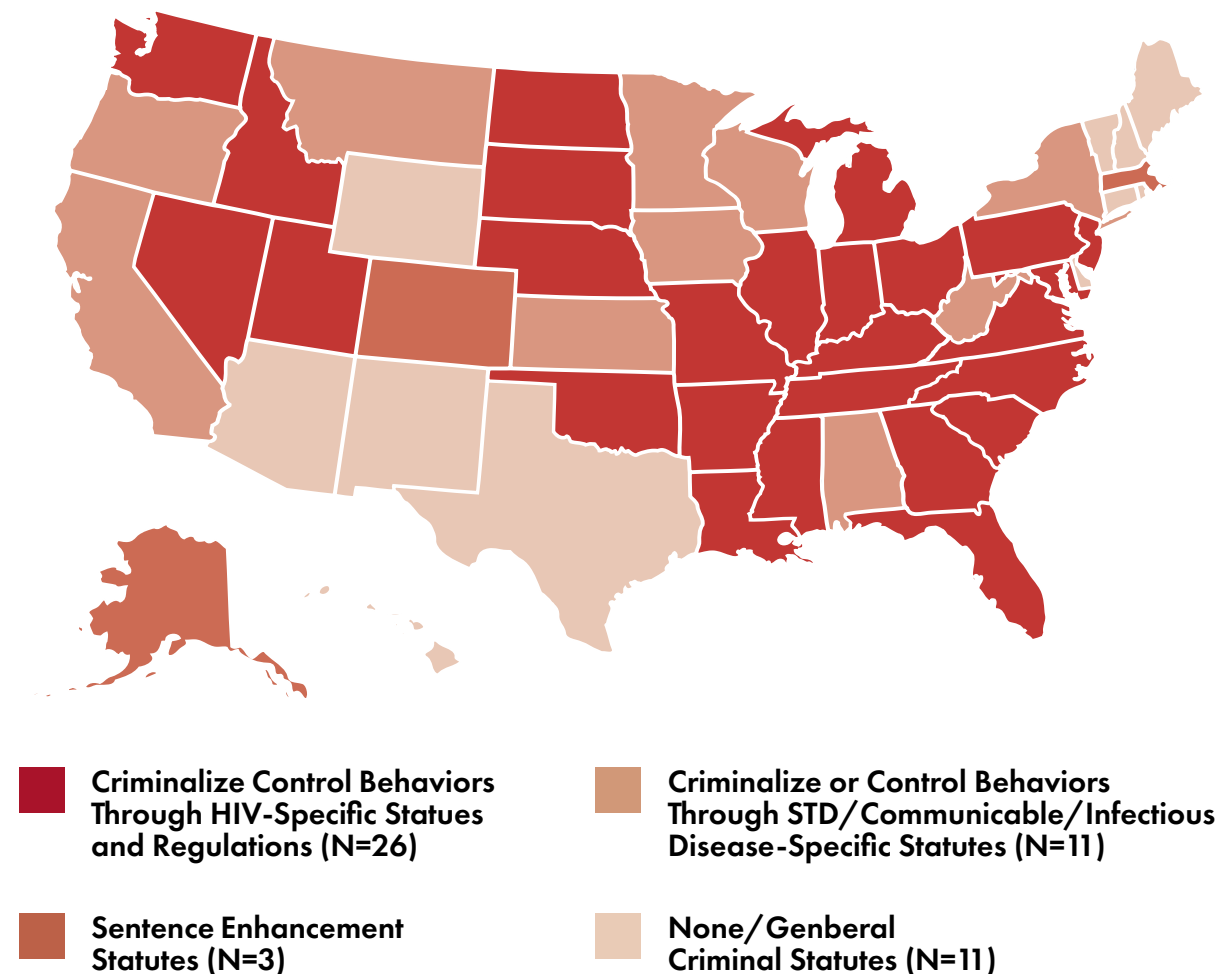 Criminalize Control Behaviors
Through HIV-Specific Statues
and Regulations (N=26)
Criminalize or Control Behaviors
Through STD/Communicable/Infectious
Disease-Specific Statutes (N=11)
Sentence Enhancement
Statutes (N=3)
None/Genberal
Criminal Statutes (N=11)